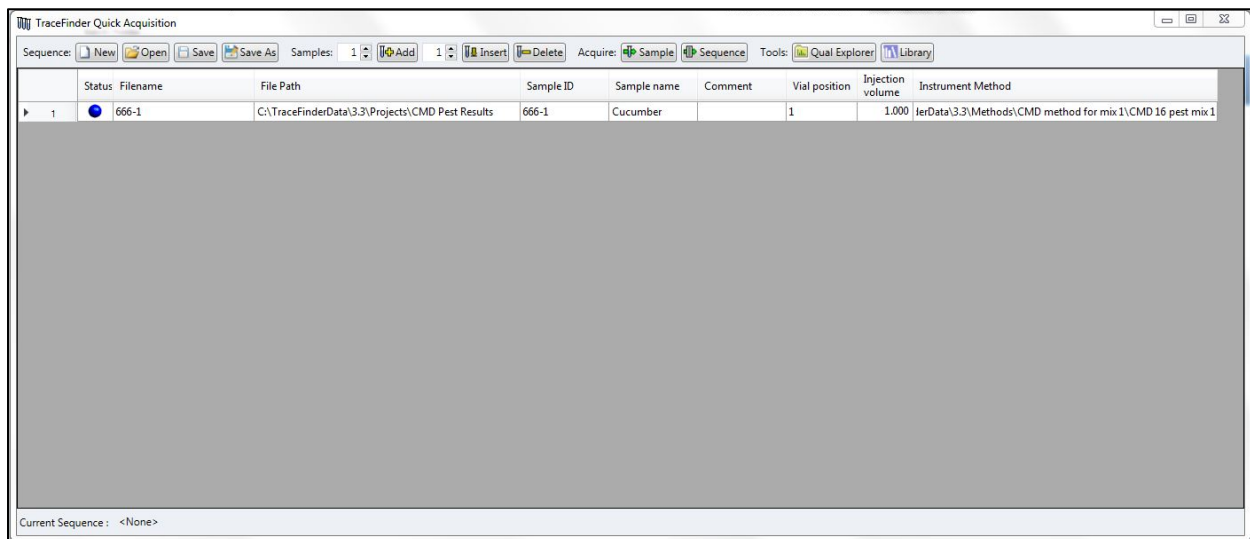 TraceFinder Quick Acquisition
Sequence: New Open Save Save As Samples: 1 Add 1 Insert Delete Acquire: Sample Sequence Tools: Qual Explorer Library
Status Filename File Path Sample ID Sample name Comment Vial position Injection volume Instrument Method
1 666-1 C:\TraceFinderData\3.3\Projects\CMD Pest Results 666-1 Cucumber 1 1.000 lerData\3.3\Methods\CMD method for mix 1\CMD 16 pest mix 1
Current Sequence : <None>